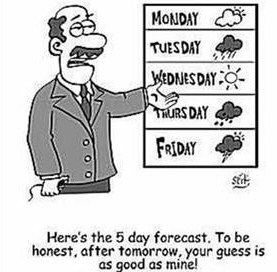 MONDAY
TUESDAY
WEDNESDAY
THURSDAY
FRIDAY
Here's the 5 day forecast. To be
honest, after tomorrow, your guess is
as good as mine!